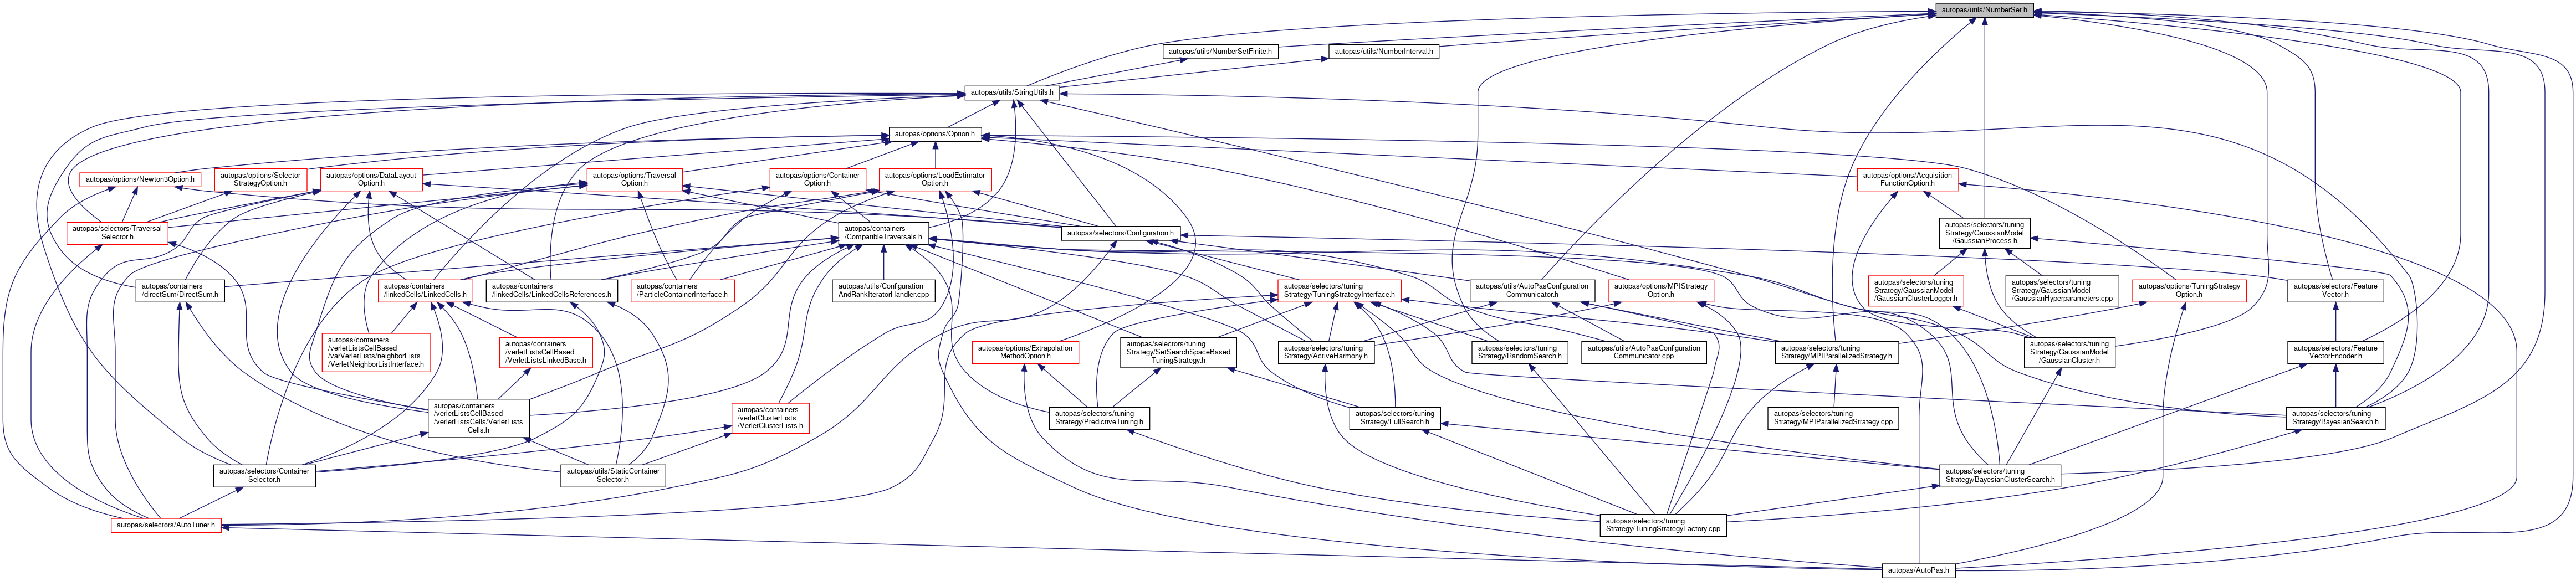 autopas/utils/NumberSet.h
autopas/utils/NumberSetFinite.h
autopas/utils/NumberInterval.h
autopas/utils/StringUtils.h
autopas/options/Option.h
autopas/options/Newton3Option.h
autopas/options/Selector
StrategyOption.h
autopas/options/DataLayout
Option.h
autopas/options/Traversal
Option.h
autopas/options/Container
Option.h
autopas/options/LoadEstimator
Option.h
autopas/options/Acquisition
FunctionOption.h
autopas/selectors/Traversal
Selector.h
autopas/containers
/CompatibleTraversals.h
autopas/selectors/Configuration.h
autopas/selectors/tuning
Strategy/GaussianModel
/GaussianProcess.h
autopas/containers
/directSum/DirectSum.h
autopas/containers
/linkedCells/LinkedCells.h
autopas/containers
/linkedCells/LinkedCellsReferences.h
autopas/containers
/ParticleContainerInterface.h
autopas/utils/Configuration
AndRankIteratorHandler.cpp
autopas/selectors/tuning
Strategy/TuningStrategyInterface.h
autopas/utils/AutoPasConfiguration
Communicator.h
autopas/options/MPIStrategy
Option.h
autopas/selectors/tuning
Strategy/GaussianModel
/GaussianClusterLogger.h
autopas/selectors/tuning
Strategy/GaussianModel
/GaussianHyperparameters.cpp
autopas/options/TuningStrategy
Option.h
autopas/selectors/Feature
Vector.h
autopas/containers
/verletListsCellBased
/varVerletLists/neighborLists
/VerletNeighborListInterface.h
autopas/containers
/verletListsCellBased
/VerletListsLinkedBase.h
autopas/options/Extrapolation
MethodOption.h
autopas/selectors/tuning
Strategy/SetSearchSpaceBased
TuningStrategy.h
autopas/selectors/tuning
Strategy/ActiveHarmony.h
autopas/selectors/tuning
Strategy/RandomSearch.h
autopas/utils/AutoPasConfiguration
Communicator.cpp
autopas/selectors/tuning
Strategy/MPIParallelizedStrategy.h
autopas/selectors/tuning
Strategy/GaussianModel
/GaussianCluster.h
autopas/selectors/Feature
VectorEncoder.h
autopas/containers
/verletListsCellBased
/verletListsCells/VerletLists
Cells.h
autopas/containers
/verletClusterLists
/VerletClusterLists.h
autopas/selectors/tuning
Strategy/PredictiveTuning.h
autopas/selectors/tuning
Strategy/FullSearch.h
autopas/selectors/tuning
Strategy/MPIParallelizedStrategy.cpp
autopas/selectors/tuning
Strategy/BayesianSearch.h
autopas/selectors/Container
Selector.h
autopas/utils/StaticContainer
Selector.h
autopas/selectors/tuning
Strategy/BayesianClusterSearch.h
autopas/selectors/AutoTuner.h
autopas/selectors/tuning
Strategy/TuningStrategyFactory.cpp
autopas/AutoPas.h